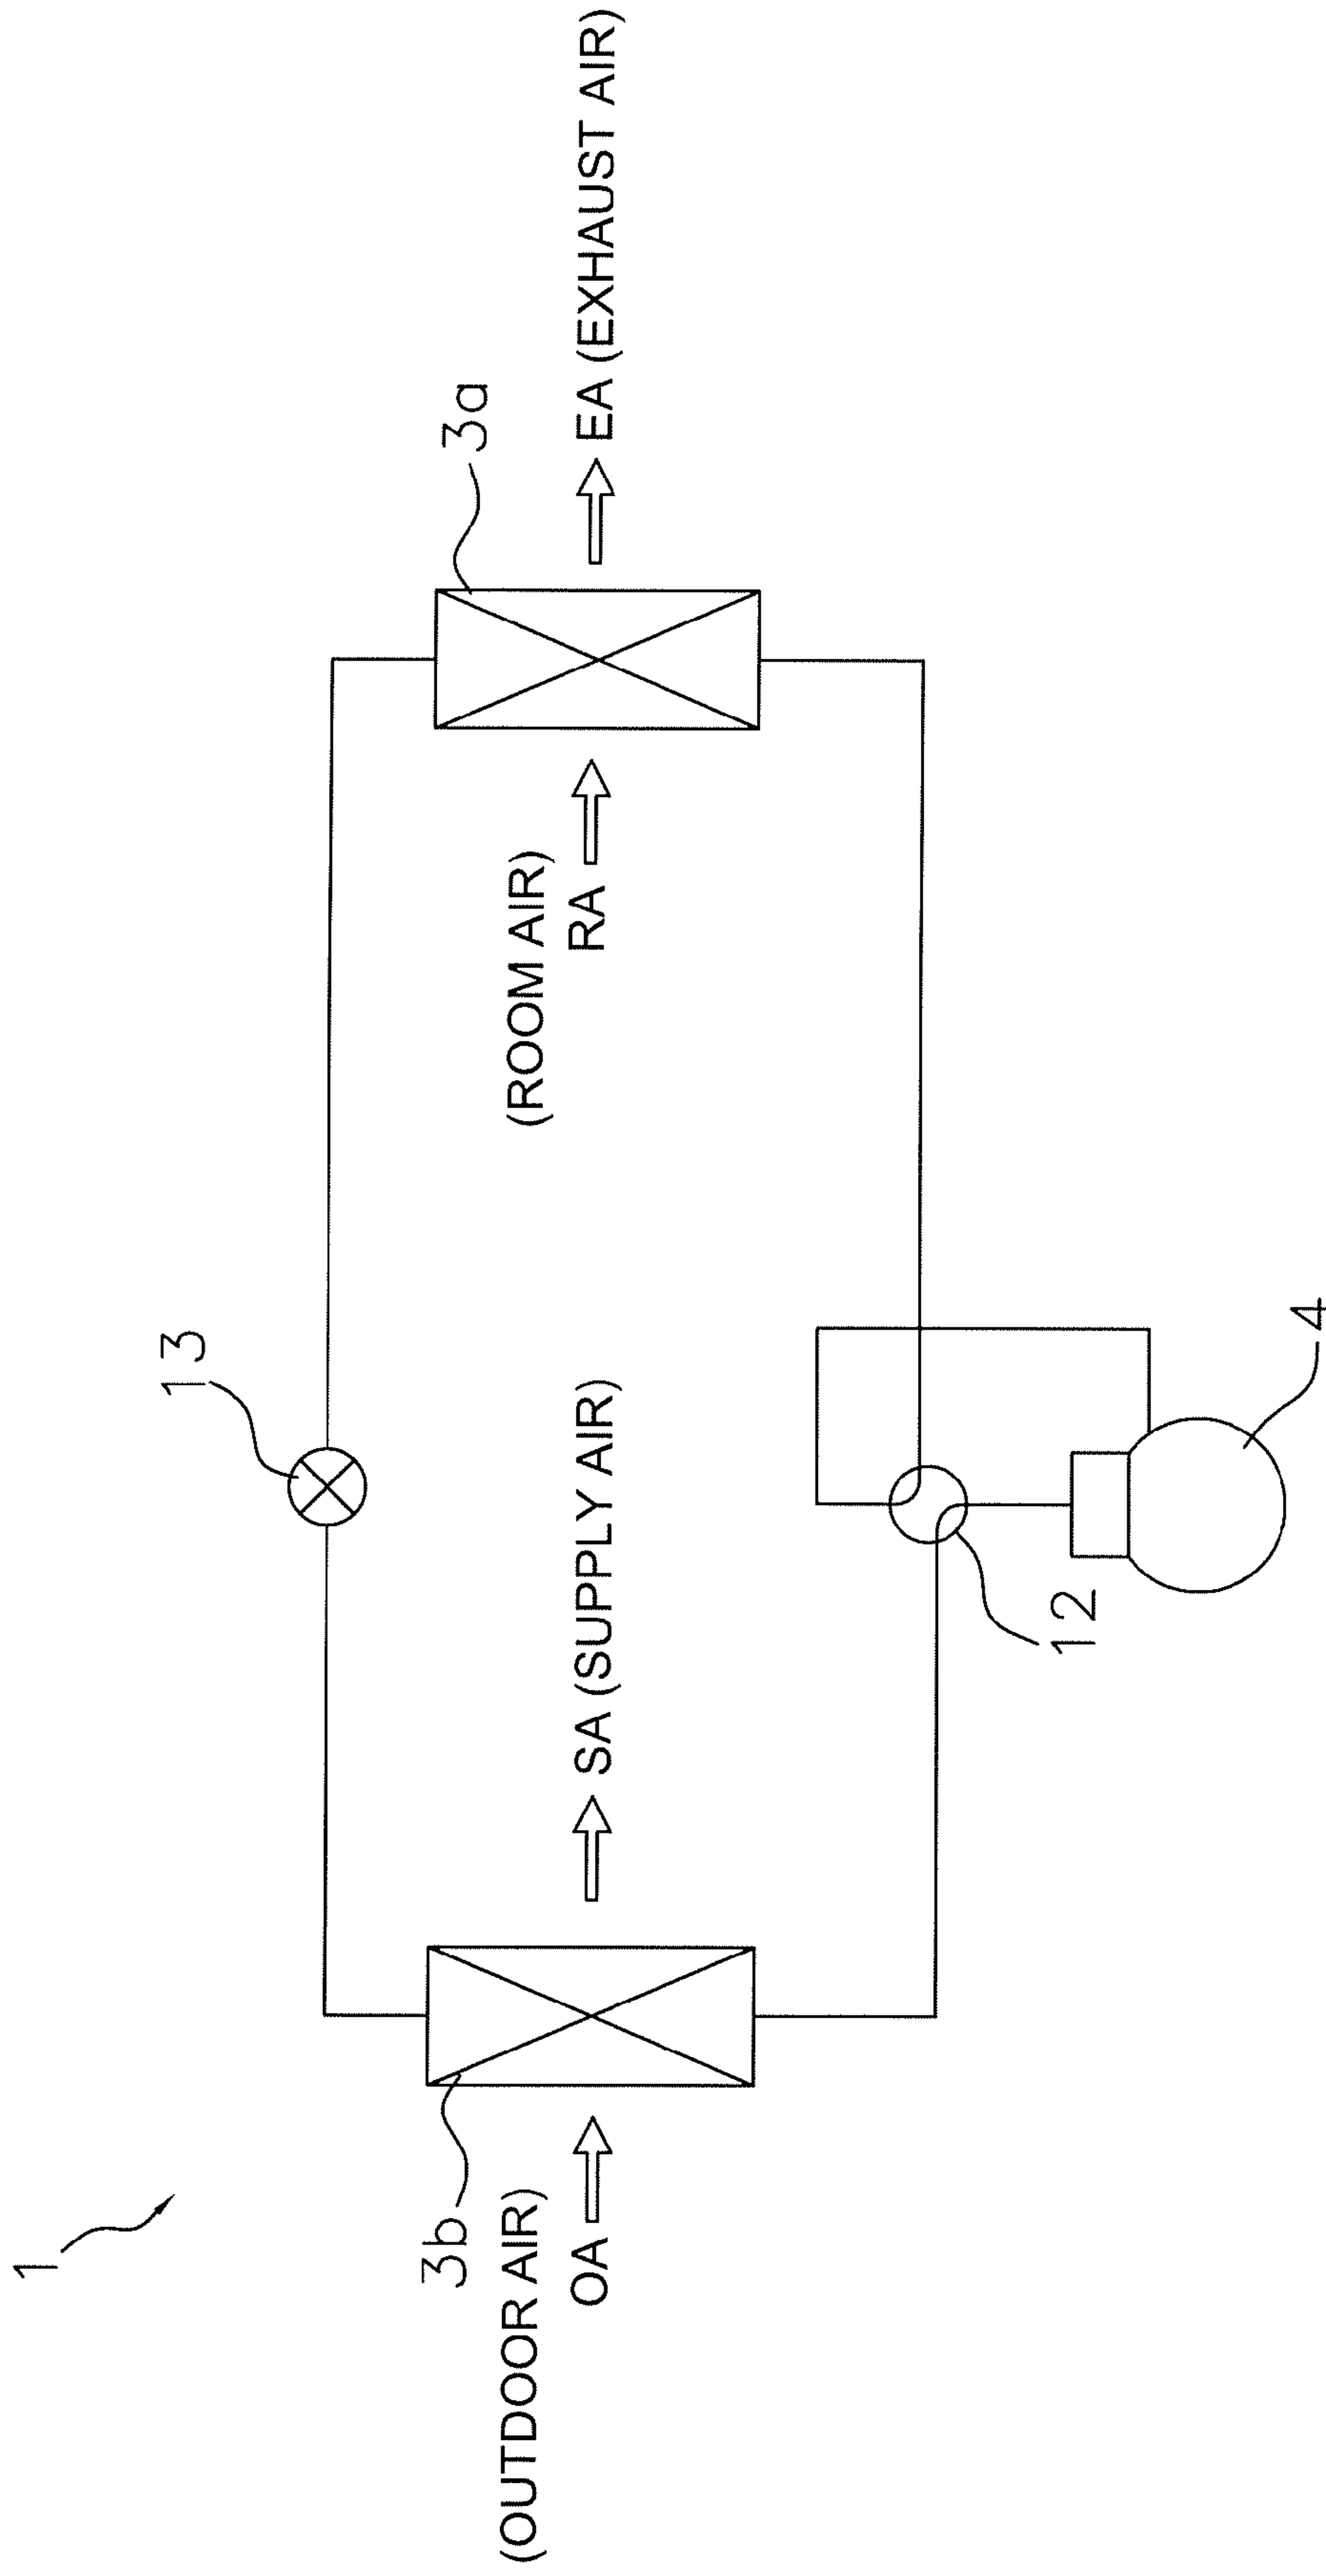 1
13
3b
(OUTDOOR AIR)
OA
SA (SUPPLY AIR)
(ROOM AIR)
RA
3a
EA (EXHAUST AIR)
12
4